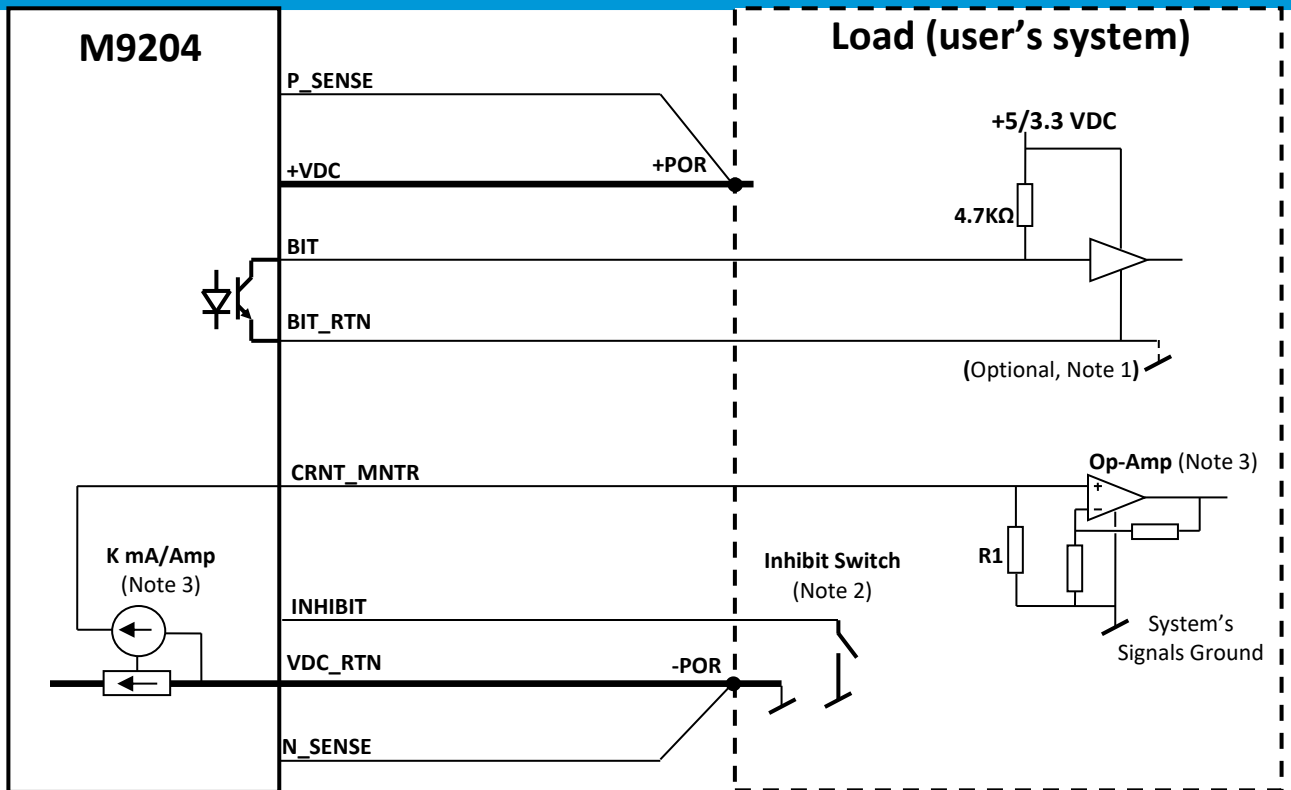 M9204
Load (user's system)
P_SENSE
+5/3.3 VDC
+VDC
+POR
4.7KΩ
BIT
BIT_RTN
(Optional, Note 1)
CRNT_MNTR
Op-Amp (Note 3)
+
−
K mA/Amp
(Note 3)
R1
Inhibit Switch
(Note 2)
INHIBIT
System's
Signals Ground
VDC_RTN
-POR
N_SENSE